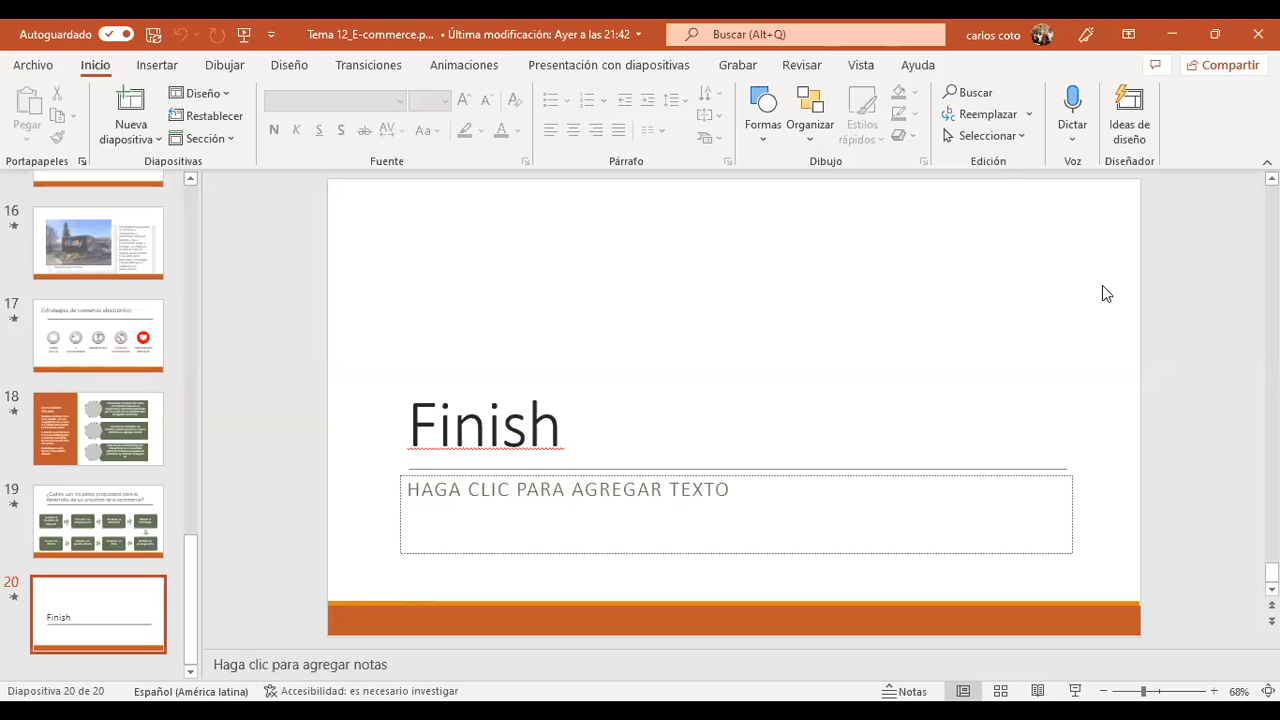 Autoguardado
Tema 12_E-commerce.p... • Última modificación: Ayer a las 21:42
Buscar (Alt+Q)
carlos coto
Archivo Inicio Insertar Dibujar Diseño Transiciones Animaciones Presentación con diapositivas Grabar Revisar Vista Ayuda
Compartir
Pegar
Nueva diapositiva
Diseño
Restablecer
Sección
N K S S ab AV Aa A
Formas
Organizar
Estilos rápidos
Buscar
Reemplazar
Seleccionar
Dictar
Ideas de diseño
Portapapeles Diapositivas Fuente Párrafo Dibujo Edición Voz Diseñador
16
17
Estrategias de comercio electrónico
18
19
¿Cuáles son los pasos propuestos para el
desarrollo de un proyecto de e-commerce?
20
Finish
Finish
HAGA CLIC PARA AGREGAR TEXTO
Haga clic para agregar notas
Diapositiva 20 de 20
Español (América latina)
Accesibilidad: es necesario investigar
Notas
68%